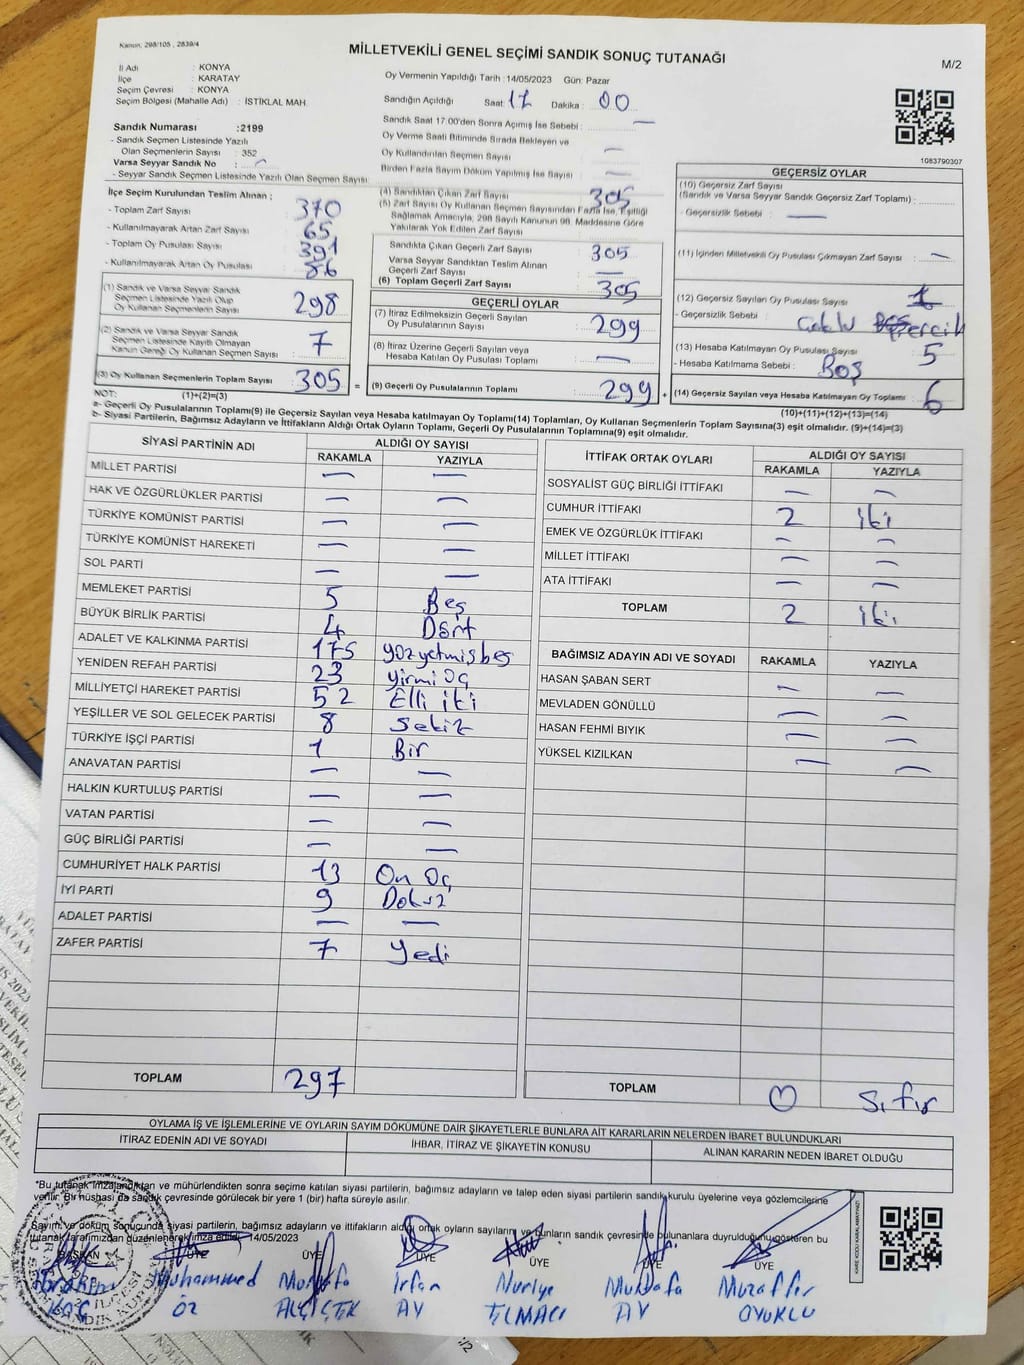 Kanun, 298/105 , 2839/4
MİLLETVEKİLİ GENEL SEÇİMİ SANDIK SONUÇ TUTANAĞI
M/2
İl Adı : KONYA
İlçe : KARATAY
Seçim Çevresi : KONYA
Seçim Bölgesi (Mahalle Adı) : İSTİKLAL MAH.
Oy Vermenin Yapıldığı Tarih :14/05/2023 Gün: Pazar
Sandığın Açıldığı Saat: 17 Dakika : 00
Sandık Saat 17:00'den Sonra Açılmış İse Sebebi : —
Oy Verme Saati Bitiminde Sırada Bekleyen ve
Oy Kullandırılan Seçmen Sayısı —
Birden Fazla Sayım Döküm Yapılmış İse Sayısı —
1083790307
Sandık Numarası :2199
- Sandık Seçmen Listesinde Yazılı
Olan Seçmenlerin Sayısı : 352
Varsa Seyyar Sandık No : —
- Seyyar Sandık Seçmen Listesinde Yazılı Olan Seçmen Sayısı:
İlçe Seçim Kurulundan Teslim Alınan ;
- Toplam Zarf Sayısı 370
- Kullanılmayarak Artan Zarf Sayısı 65
- Toplam Oy Pusulası Sayısı 391
- Kullanılmayarak Artan Oy Pusulası 86
(1) Sandık ve Varsa Seyyar Sandık
Seçmen Listesinde Yazılı Olup
Oy Kullanan Seçmenlerin Sayısı 298
(2) Sandık ve Varsa Seyyar Sandık
Seçmen Listesinde Kayıtlı Olmayan
Kanun Gereği Oy Kullanan Seçmen Sayısı : 7
(3) Oy Kullanan Seçmenlerin Toplam Sayısı 305 =
(1)+(2)=(3)
(4) Sandıktan Çıkan Zarf Sayısı 305
(5) Zarf Sayısı Oy Kullanan Seçmen Sayısından Fazla İse, Eşitliği
Sağlamak Amacıyla, 298 Sayılı Kanunun 98. Maddesine Göre
Yakılarak Yok Edilen Zarf Sayısı
Sandıkta Çıkan Geçerli Zarf Sayısı 305
Varsa Seyyar Sandıktan Teslim Alınan
Geçerli Zarf Sayısı —
(6) Toplam Geçerli Zarf Sayısı 305
GEÇERLİ OYLAR
(7) İtiraz Edilmeksizin Geçerli Sayılan
Oy Pusulalarının Sayısı 299
(8) İtiraz Üzerine Geçerli Sayılan veya
Hesaba Katılan Oy Pusulaları Toplamı —
(9) Geçerli Oy Pusulalarının Toplamı 299 +
GEÇERSİZ OYLAR
(10) Geçersiz Zarf Sayısı
(Sandık ve Varsa Seyyar Sandık Geçersiz Zarf Toplamı) :
- Geçersizlik Sebebi : —
(11) İçinden Milletvekili Oy Pusulası Çıkmayan Zarf Sayısı —
(12) Geçersiz Sayılan Oy Pusulası Sayısı 1
- Geçersizlik Sebebi : Çoklu
(13) Hesaba Katılmayan Oy Pusulası Sayısı 5
- Hesaba Katılmama Sebebi : Boş
(14) Geçersiz Sayılan veya Hesaba Katılmayan Oy Toplamı 6
(10)+(11)+(12)+(13)=(14)
NOT:
a- Geçerli Oy Pusulalarının Toplamı(9) ile Geçersiz Sayılan veya Hesaba katılmayan Oy Toplamı(14) Toplamları, Oy Kullanan Seçmenlerin Toplam Sayısına(3) eşit olmalıdır. (9)+(14)=(3)
b- Siyasi Partilerin, Bağımsız Adayların ve İttifakların Aldığı Ortak Oyların Toplamı, Geçerli Oy Pusulalarının Toplamına(9) eşit olmalıdır.
SİYASİ PARTİNİN ADI ALDIĞI OY SAYISI
RAKAMLA YAZIYLA
MİLLET PARTİSİ — —
HAK VE ÖZGÜRLÜKLER PARTİSİ — —
TÜRKİYE KOMÜNİST PARTİSİ — —
TÜRKİYE KOMÜNİST HAREKETİ — —
SOL PARTİ — —
MEMLEKET PARTİSİ 5 Beş
BÜYÜK BİRLİK PARTİSİ 4 Dört
ADALET VE KALKINMA PARTİSİ 175 yüzyetmişbeş
YENİDEN REFAH PARTİSİ 23 yirmi üç
MİLLİYETÇİ HAREKET PARTİSİ 52 Elli iki
YEŞİLLER VE SOL GELECEK PARTİSİ 8 Sekiz
TÜRKİYE İŞÇİ PARTİSİ 1 Bir
ANAVATAN PARTİSİ — —
HALKIN KURTULUŞ PARTİSİ — —
VATAN PARTİSİ — —
GÜÇ BİRLİĞİ PARTİSİ — —
CUMHURİYET HALK PARTİSİ 13 On Üç
İYİ PARTİ 9 Dokuz
ADALET PARTİSİ — —
ZAFER PARTİSİ 7 Yedi
TOPLAM 297
İTTİFAK ORTAK OYLARI ALDIĞI OY SAYISI
RAKAMLA YAZIYLA
SOSYALİST GÜÇ BİRLİĞİ İTTİFAKI — —
CUMHUR İTTİFAKI 2 iki
EMEK VE ÖZGÜRLÜK İTTİFAKI — —
MİLLET İTTİFAKI — —
ATA İTTİFAKI — —
TOPLAM 2 iki
BAĞIMSIZ ADAYIN ADI VE SOYADI RAKAMLA YAZIYLA
HASAN ŞABAN SERT — —
MEVLADEN GÖNÜLLÜ — —
HASAN FEHMİ BIYIK — —
YÜKSEL KIZILKAN — —
TOPLAM 0 Sıfır
OYLAMA İŞ VE İŞLEMLERİNE VE OYLARIN SAYIM DÖKÜMÜNE DAİR ŞİKAYETLERLE BUNLARA AİT KARARLARIN NELERDEN İBARET BULUNDUKLARI
İTİRAZ EDENİN ADI VE SOYADI İHBAR, İTİRAZ VE ŞİKAYETİN KONUSU ALINAN KARARIN NEDEN İBARET OLDUĞU
"Bu tutanak imzalandıktan ve mühürlendikten sonra seçime katılan siyasi partilerin, bağımsız adayların ve talep eden siyasi partilerin sandık kurulu üyelerine veya gözlemcilerine
verilir. Bir nüshası da sandık çevresinde görülecek bir yere 1 (bir) hafta süreyle asılır.
Sayım ve döküm sonucunda siyasi partilerin, bağımsız adayların ve ittifakların aldığı ortak oyların sayılarını ve bunların sandık çevresinde bulunanlara duyrulduğunu gösteren bu
tutanak tarafımızdan düzenlenerek imza edildi. 14/05/2023
BAŞKAN ÜYE ÜYE ÜYE ÜYE ÜYE ÜYE
İbrahim Muhammed Mustafa İrfan Nuriye Mustafa Muzaffer
KOÇ ÖZ ALÇİÇEK AY AY OYUKLU